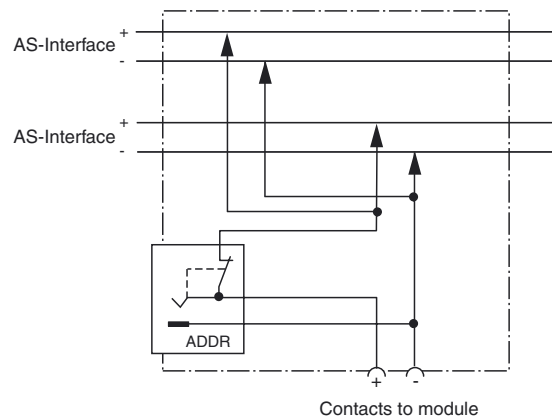 +
AS-Interface
-
+
AS-Interface
-
ADDR
+ -
Contacts to module